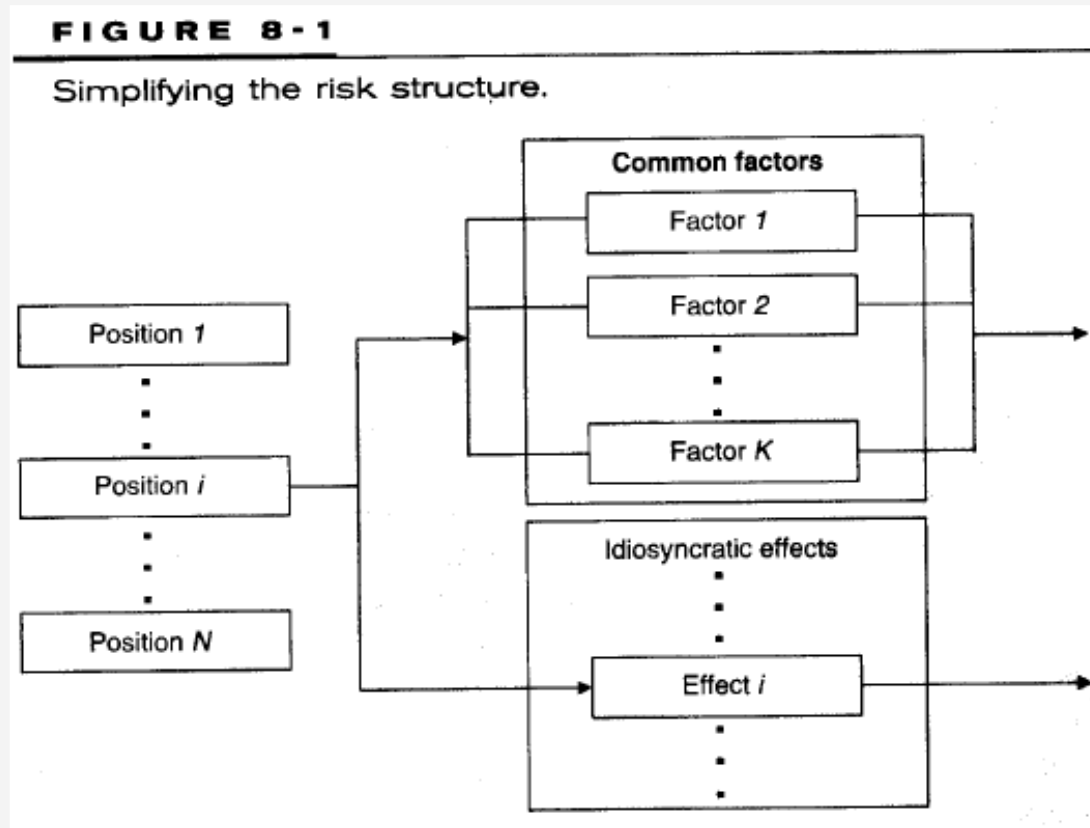 FIGURE 8-1
Simplifying the risk structure.
Common factors
Factor 1
Factor 2
Factor K
Position 1
Position i
Position N
Idiosyncratic effects
Effect i